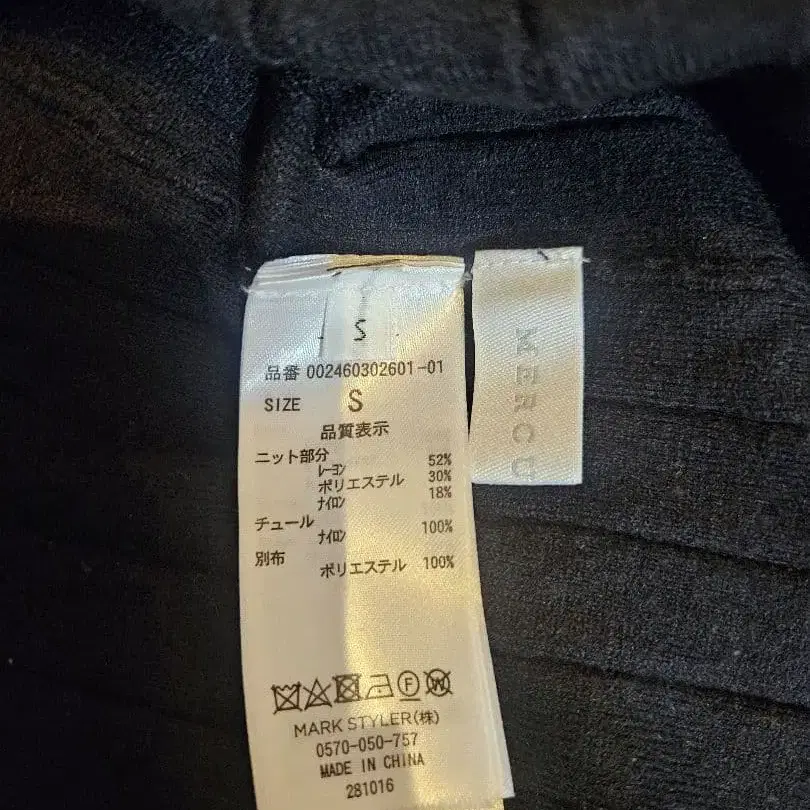 S
品番 002460302601-01
SIZE S
品質表示
ニット部分
レーヨン 52%
ポリエステル 30%
ナイロン 18%
チュール
ナイロン 100%
別布
ポリエステル 100%
F W
MARK STYLER(株)
0570-050-757
MADE IN CHINA
281016
MERCU